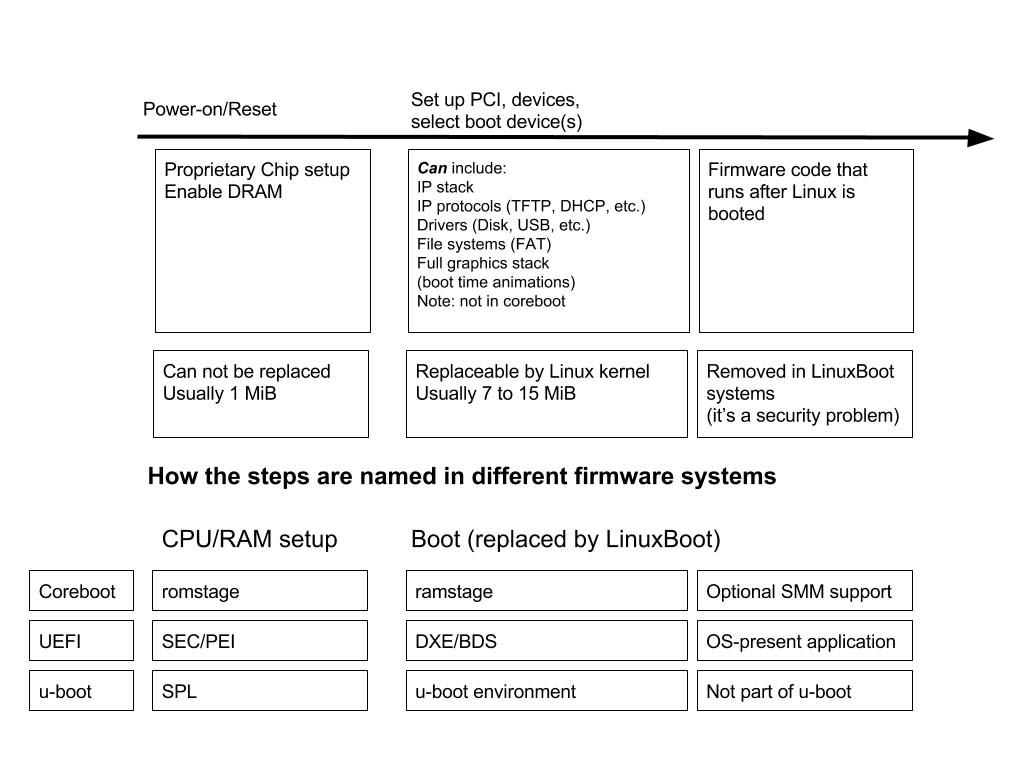 Power-on/Reset
Set up PCI, devices,
select boot device(s)
Proprietary Chip setup
Enable DRAM
Can include:
IP stack
IP protocols (TFTP, DHCP, etc.)
Drivers (Disk, USB, etc.)
File systems (FAT)
Full graphics stack
(boot time animations)
Note: not in coreboot
Firmware code that
runs after Linux is
booted
Can not be replaced
Usually 1 MiB
Replaceable by Linux kernel
Usually 7 to 15 MiB
Removed in LinuxBoot
systems
(it’s a security problem)
How the steps are named in different firmware systems
CPU/RAM setup
Boot (replaced by LinuxBoot)
Coreboot
romstage
ramstage
Optional SMM support
UEFI
SEC/PEI
DXE/BDS
OS-present application
u-boot
SPL
u-boot environment
Not part of u-boot